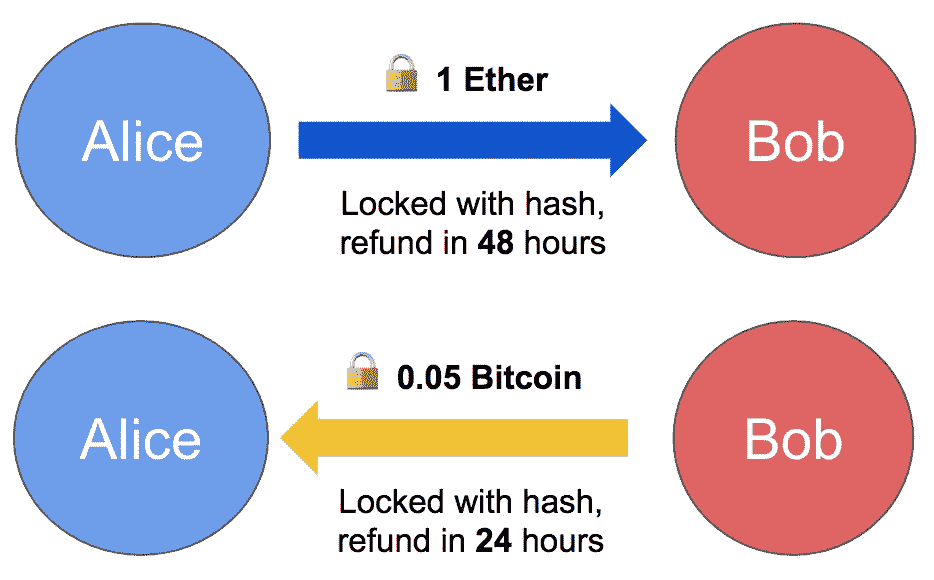 Alice
🔒 1 Ether
Bob
Locked with hash,
refund in 48 hours
Alice
🔒 0.05 Bitcoin
Bob
Locked with hash,
refund in 24 hours